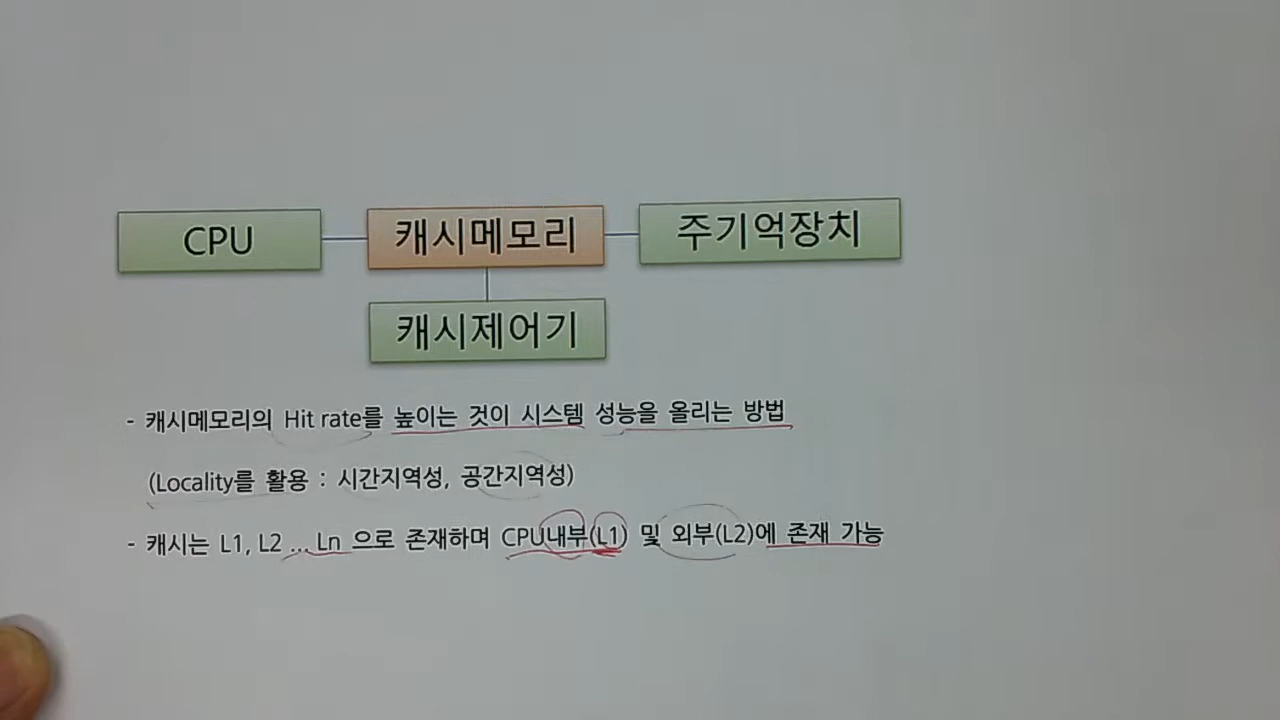 CPU 캐시메모리 주기억장치
캐시제어기
- 캐시메모리의 Hit rate를 높이는 것이 시스템 성능을 올리는 방법
(Locality를 활용 : 시간지역성, 공간지역성)
- 캐시는 L1, L2 ... Ln 으로 존재하며 CPU내부(L1) 및 외부(L2)에 존재 가능